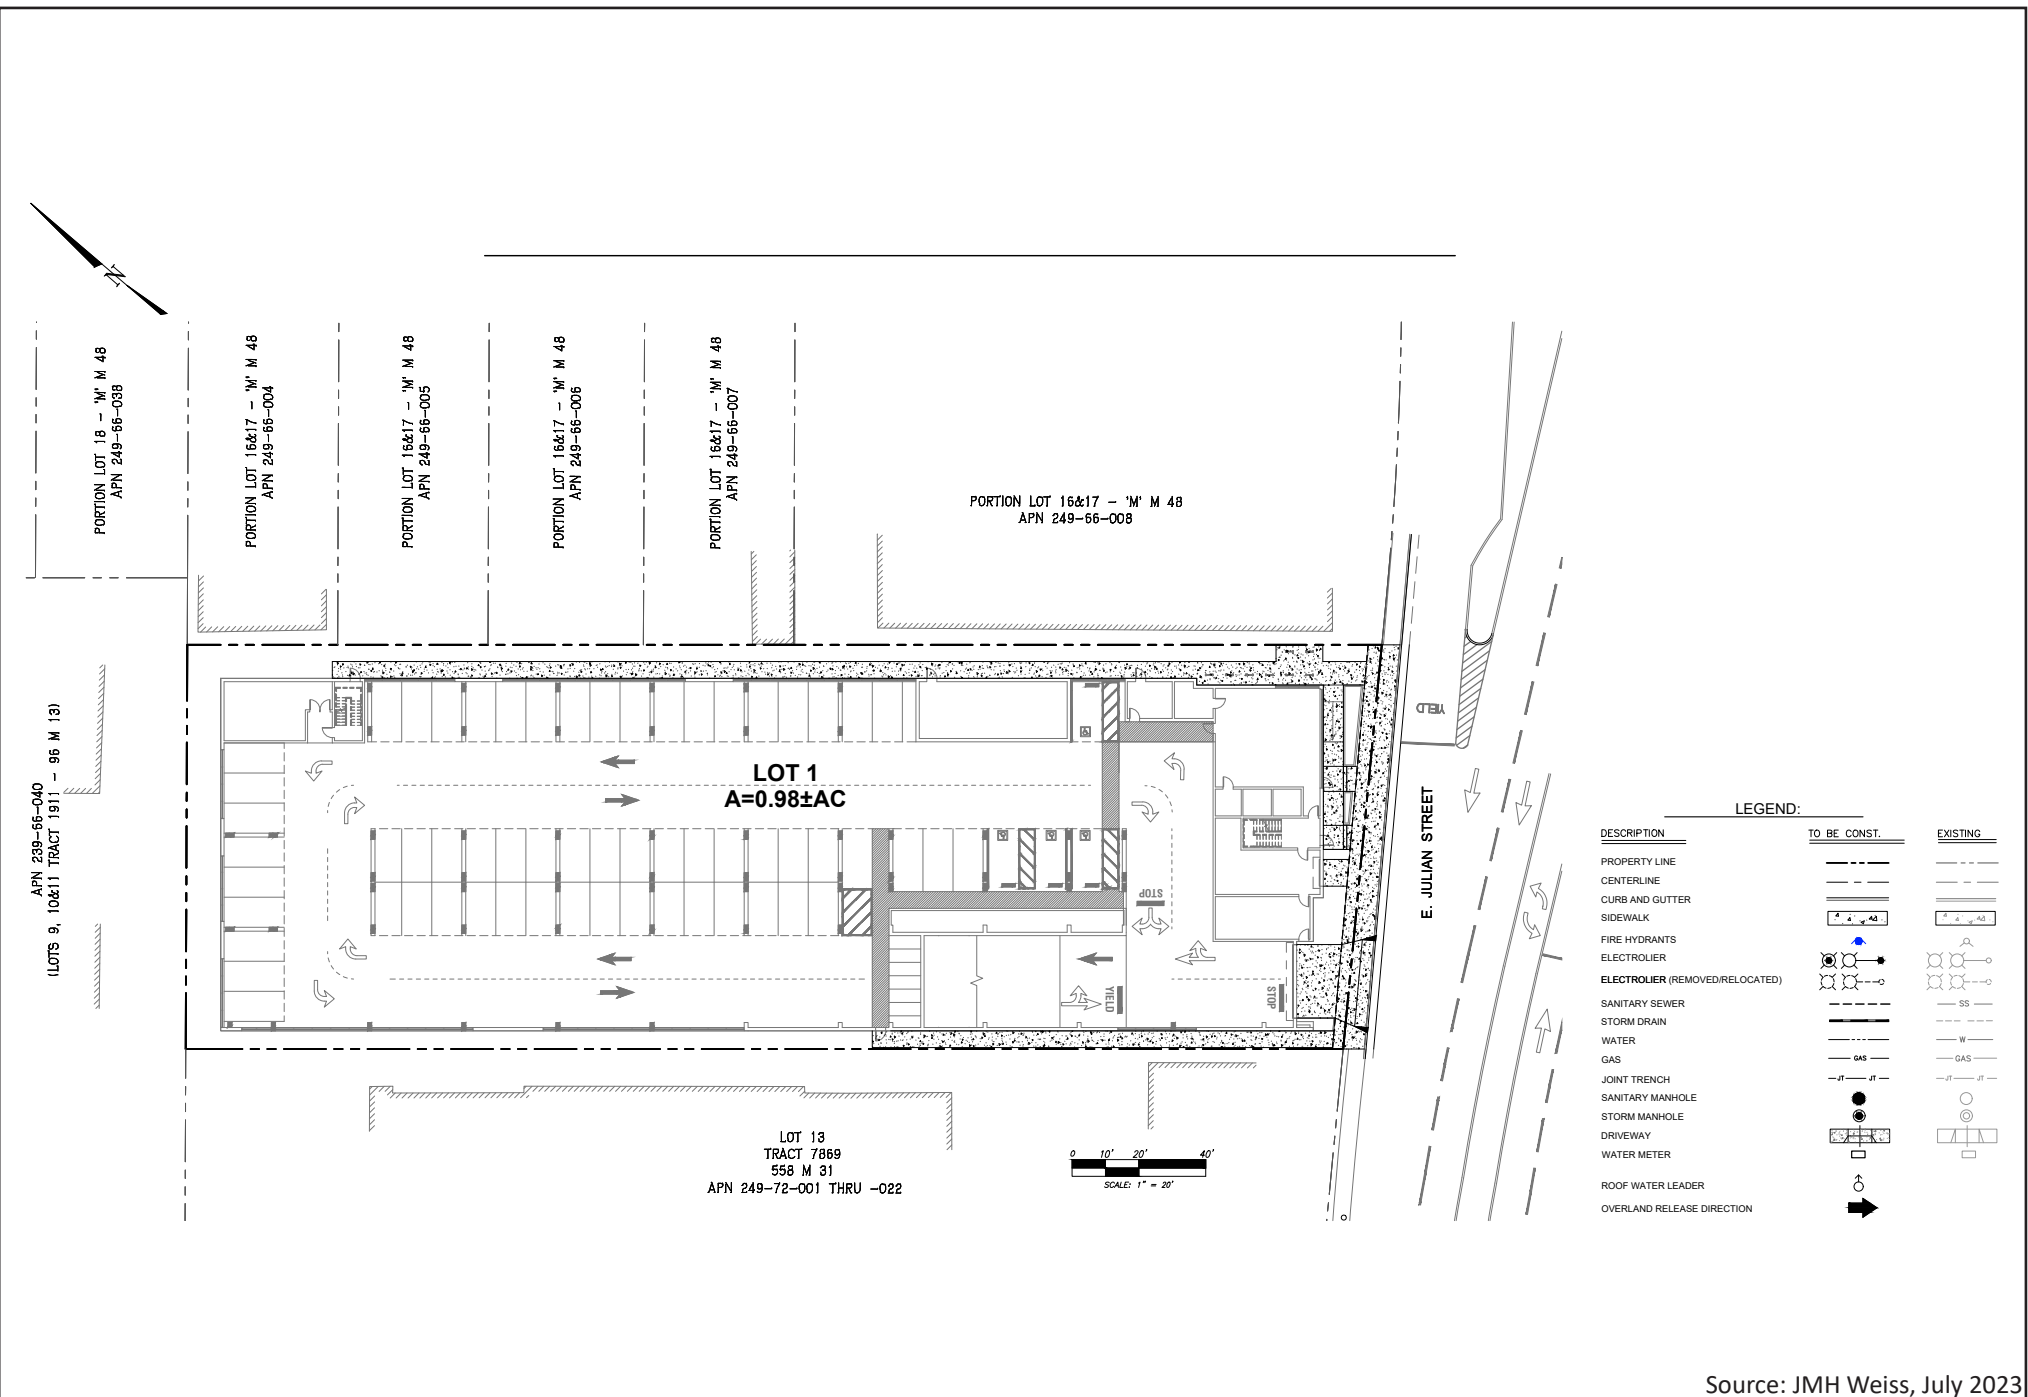 N
PORTION LOT 18 - 'M' M 48
APN 249-66-038
PORTION LOT 16&17 - 'M' M 48
APN 249-66-004
PORTION LOT 16&17 - 'M' M 48
APN 249-66-005
PORTION LOT 16&17 - 'M' M 48
APN 249-66-006
PORTION LOT 16&17 - 'M' M 48
APN 249-66-007
PORTION LOT 16&17 - 'M' M 48
APN 249-66-008
APN 239-66-040
(LOTS 9, 10&11 TRACT 1911 - 96 M 13)
LOT 1
A=0.98±AC
YIELD
STOP
YIELD
STOP
E. JULIAN STREET
LOT 13
TRACT 7869
558 M 31
APN 249-72-001 THRU -022
0 10' 20' 40'
SCALE: 1" = 20'
LEGEND:
DESCRIPTION TO BE CONST. EXISTING
PROPERTY LINE
CENTERLINE
CURB AND GUTTER
SIDEWALK
FIRE HYDRANTS
ELECTROLIER
ELECTROLIER (REMOVED/RELOCATED)
SANITARY SEWER SS
STORM DRAIN
WATER W
GAS GAS GAS
JOINT TRENCH JT JT JT JT
SANITARY MANHOLE
STORM MANHOLE
DRIVEWAY
WATER METER
ROOF WATER LEADER
OVERLAND RELEASE DIRECTION
Source: JMH Weiss, July 2023